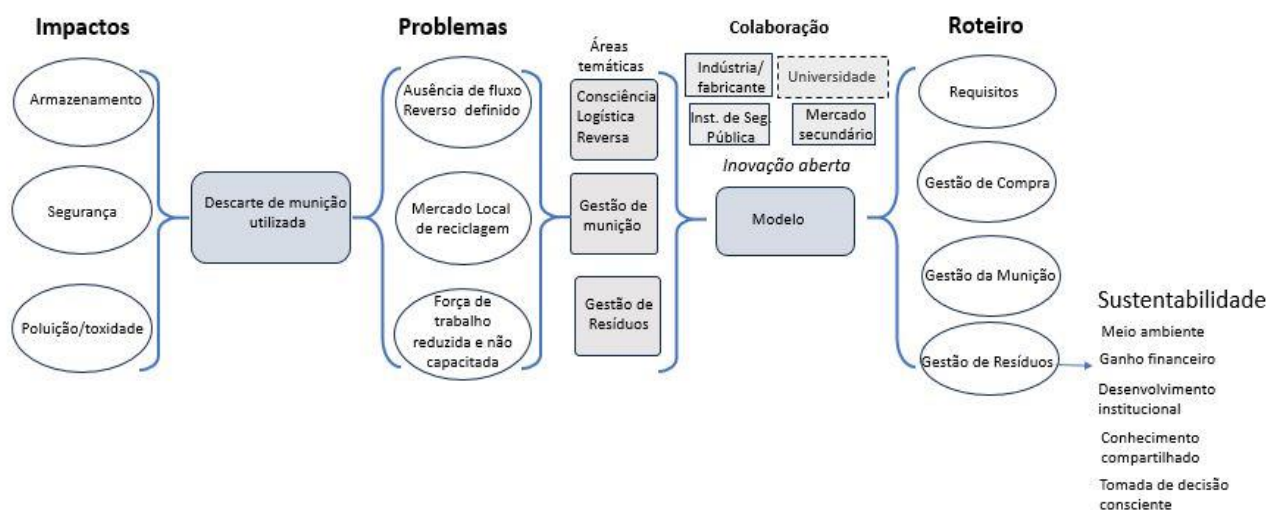 Impactos
Armazenamento
Segurança
Poluição/toxidade
Descarte de munição
utilizada
Problemas
Ausência de fluxo
Reverso definido
Mercado Local
de reciclagem
Força de
trabalho
reduzida e não
capacitada
Áreas
temáticas
Consciência
Logística
Reversa
Gestão de
munição
Gestão de
Resíduos
Colaboração
Indústria/
fabricante
Universidade
Inst. de Seg.
Pública
Mercado
secundário
Inovação aberta
Modelo
Roteiro
Requisitos
Gestão de Compra
Gestão da Munição
Gestão de Resíduos
Sustentabilidade
Meio ambiente
Ganho financeiro
Desenvolvimento
institucional
Conhecimento
compartilhado
Tomada de decisão
consciente